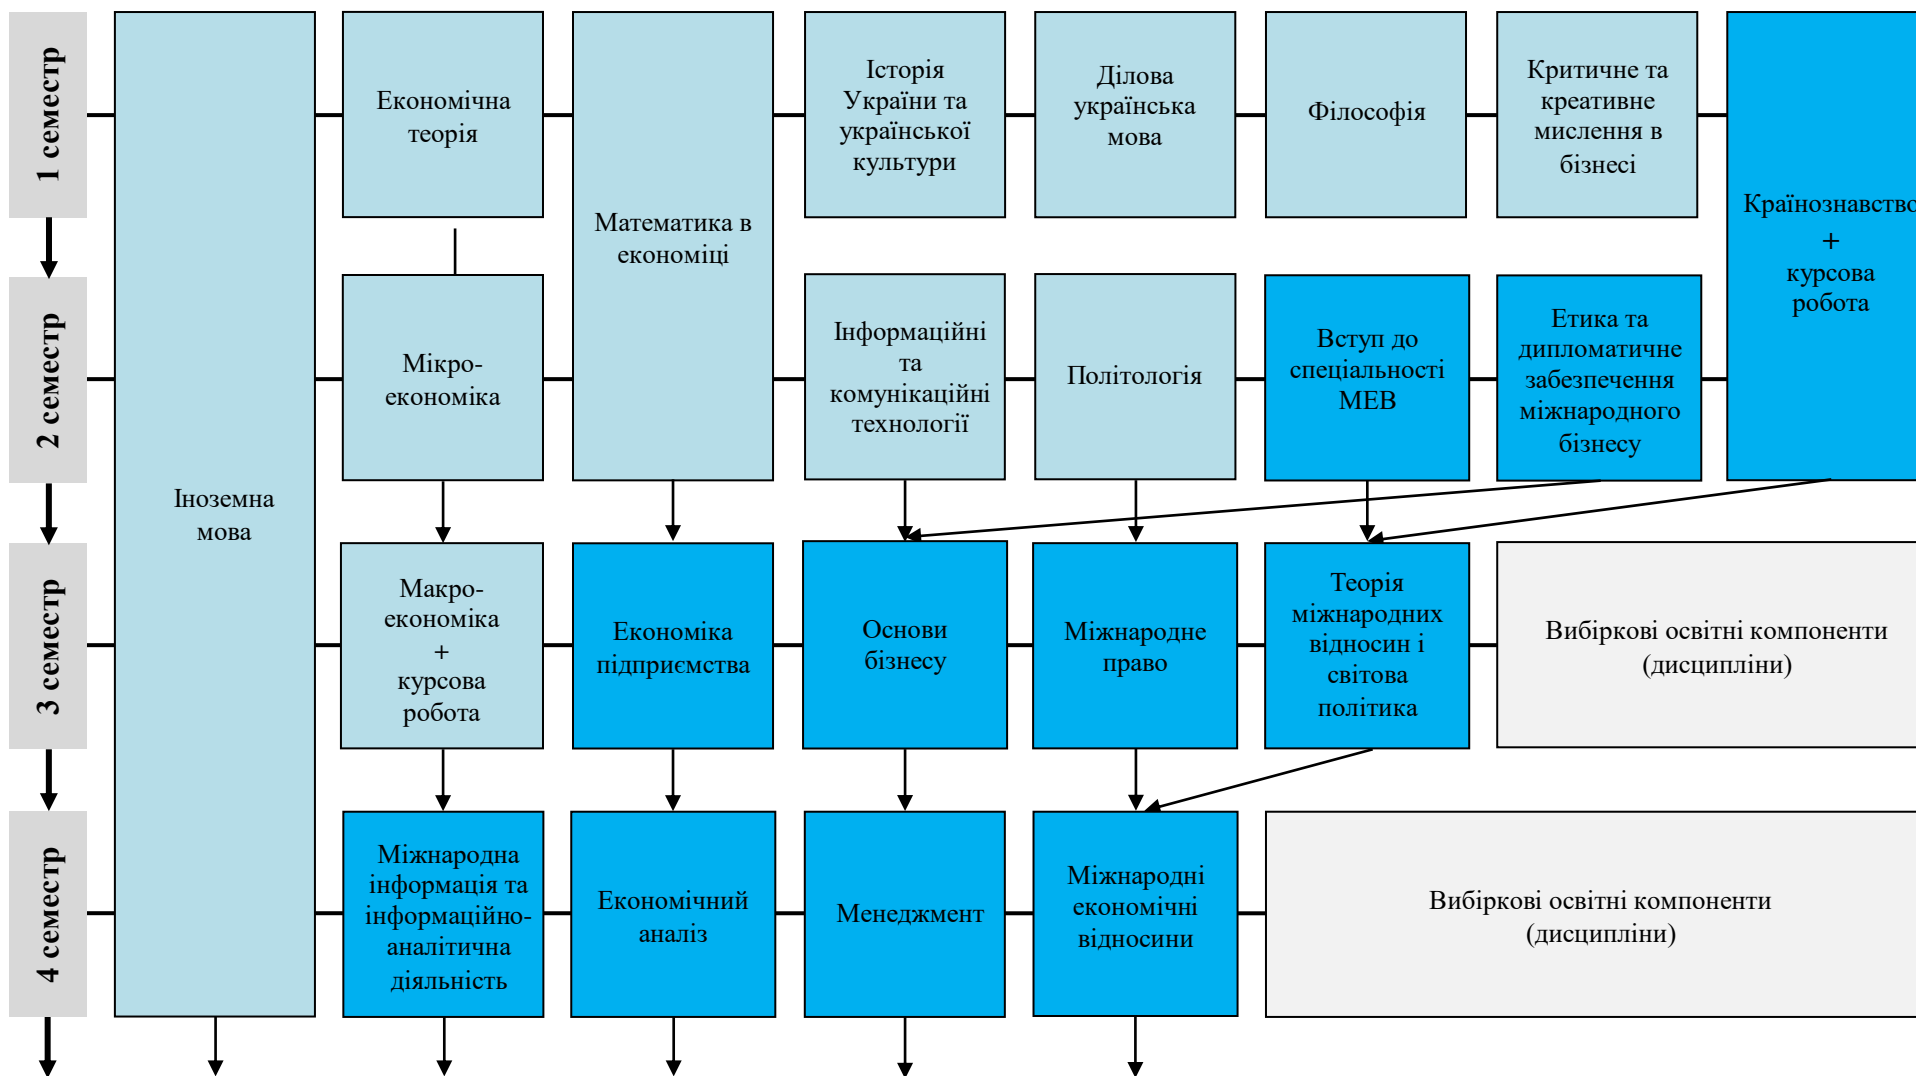 1 семестр
Економічна
теорія
Історія
України та
української
культури
Ділова
українська
мова
Філософія
Критичне та
креативне
мислення в
бізнесі
Країнознавство
+
курсова
робота
Математика в
економіці
2 семестр
Мікро-
економіка
Інформаційні
та
комунікаційні
технології
Політологія
Вступ до
спеціальності
МЕВ
Етика та
дипломатичне
забезпечення
міжнародного
бізнесу
Іноземна
мова
3 семестр
Макро-
економіка
+
курсова
робота
Економіка
підприємства
Основи
бізнесу
Міжнародне
право
Теорія
міжнародних
відносин і
світова
політика
Вибіркові освітні компоненти
(дисципліни)
4 семестр
Міжнародна
інформація та
інформаційно-
аналітична
діяльність
Економічний
аналіз
Менеджмент
Міжнародні
економічні
відносини
Вибіркові освітні компоненти
(дисципліни)